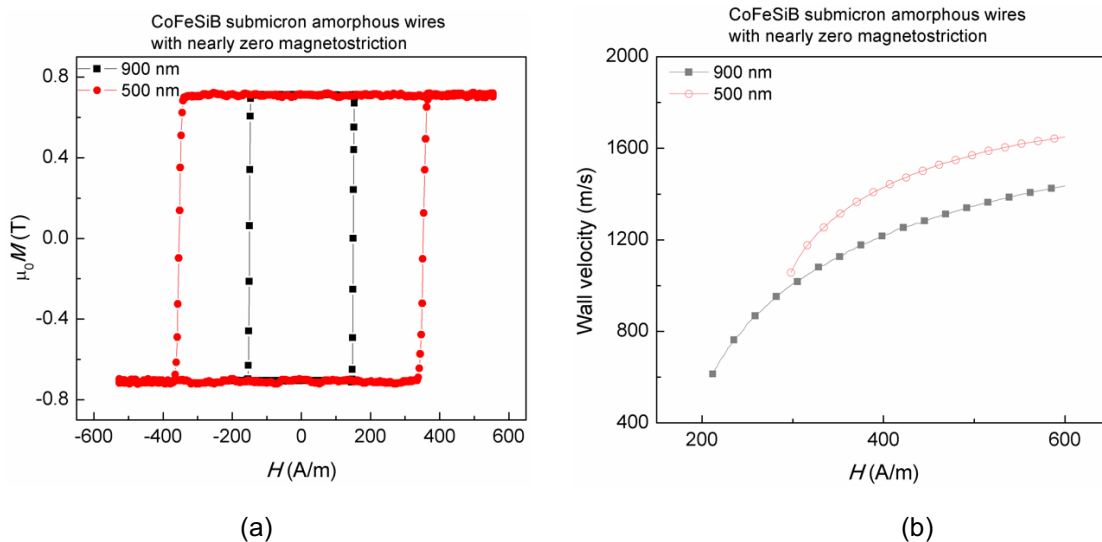 CoFeSiB submicron amorphous wires
with nearly zero magnetostriction
900 nm
500 nm
0.8
0.4
0.0
-0.4
-0.8
μ₀M (T)
-600 -400 -200 0 200 400 600
H (A/m)
(a)
CoFeSiB submicron amorphous wires
with nearly zero magnetostriction
2000
900 nm
500 nm
1600
1200
800
400
Wall velocity (m/s)
200 400 600
H (A/m)
(b)